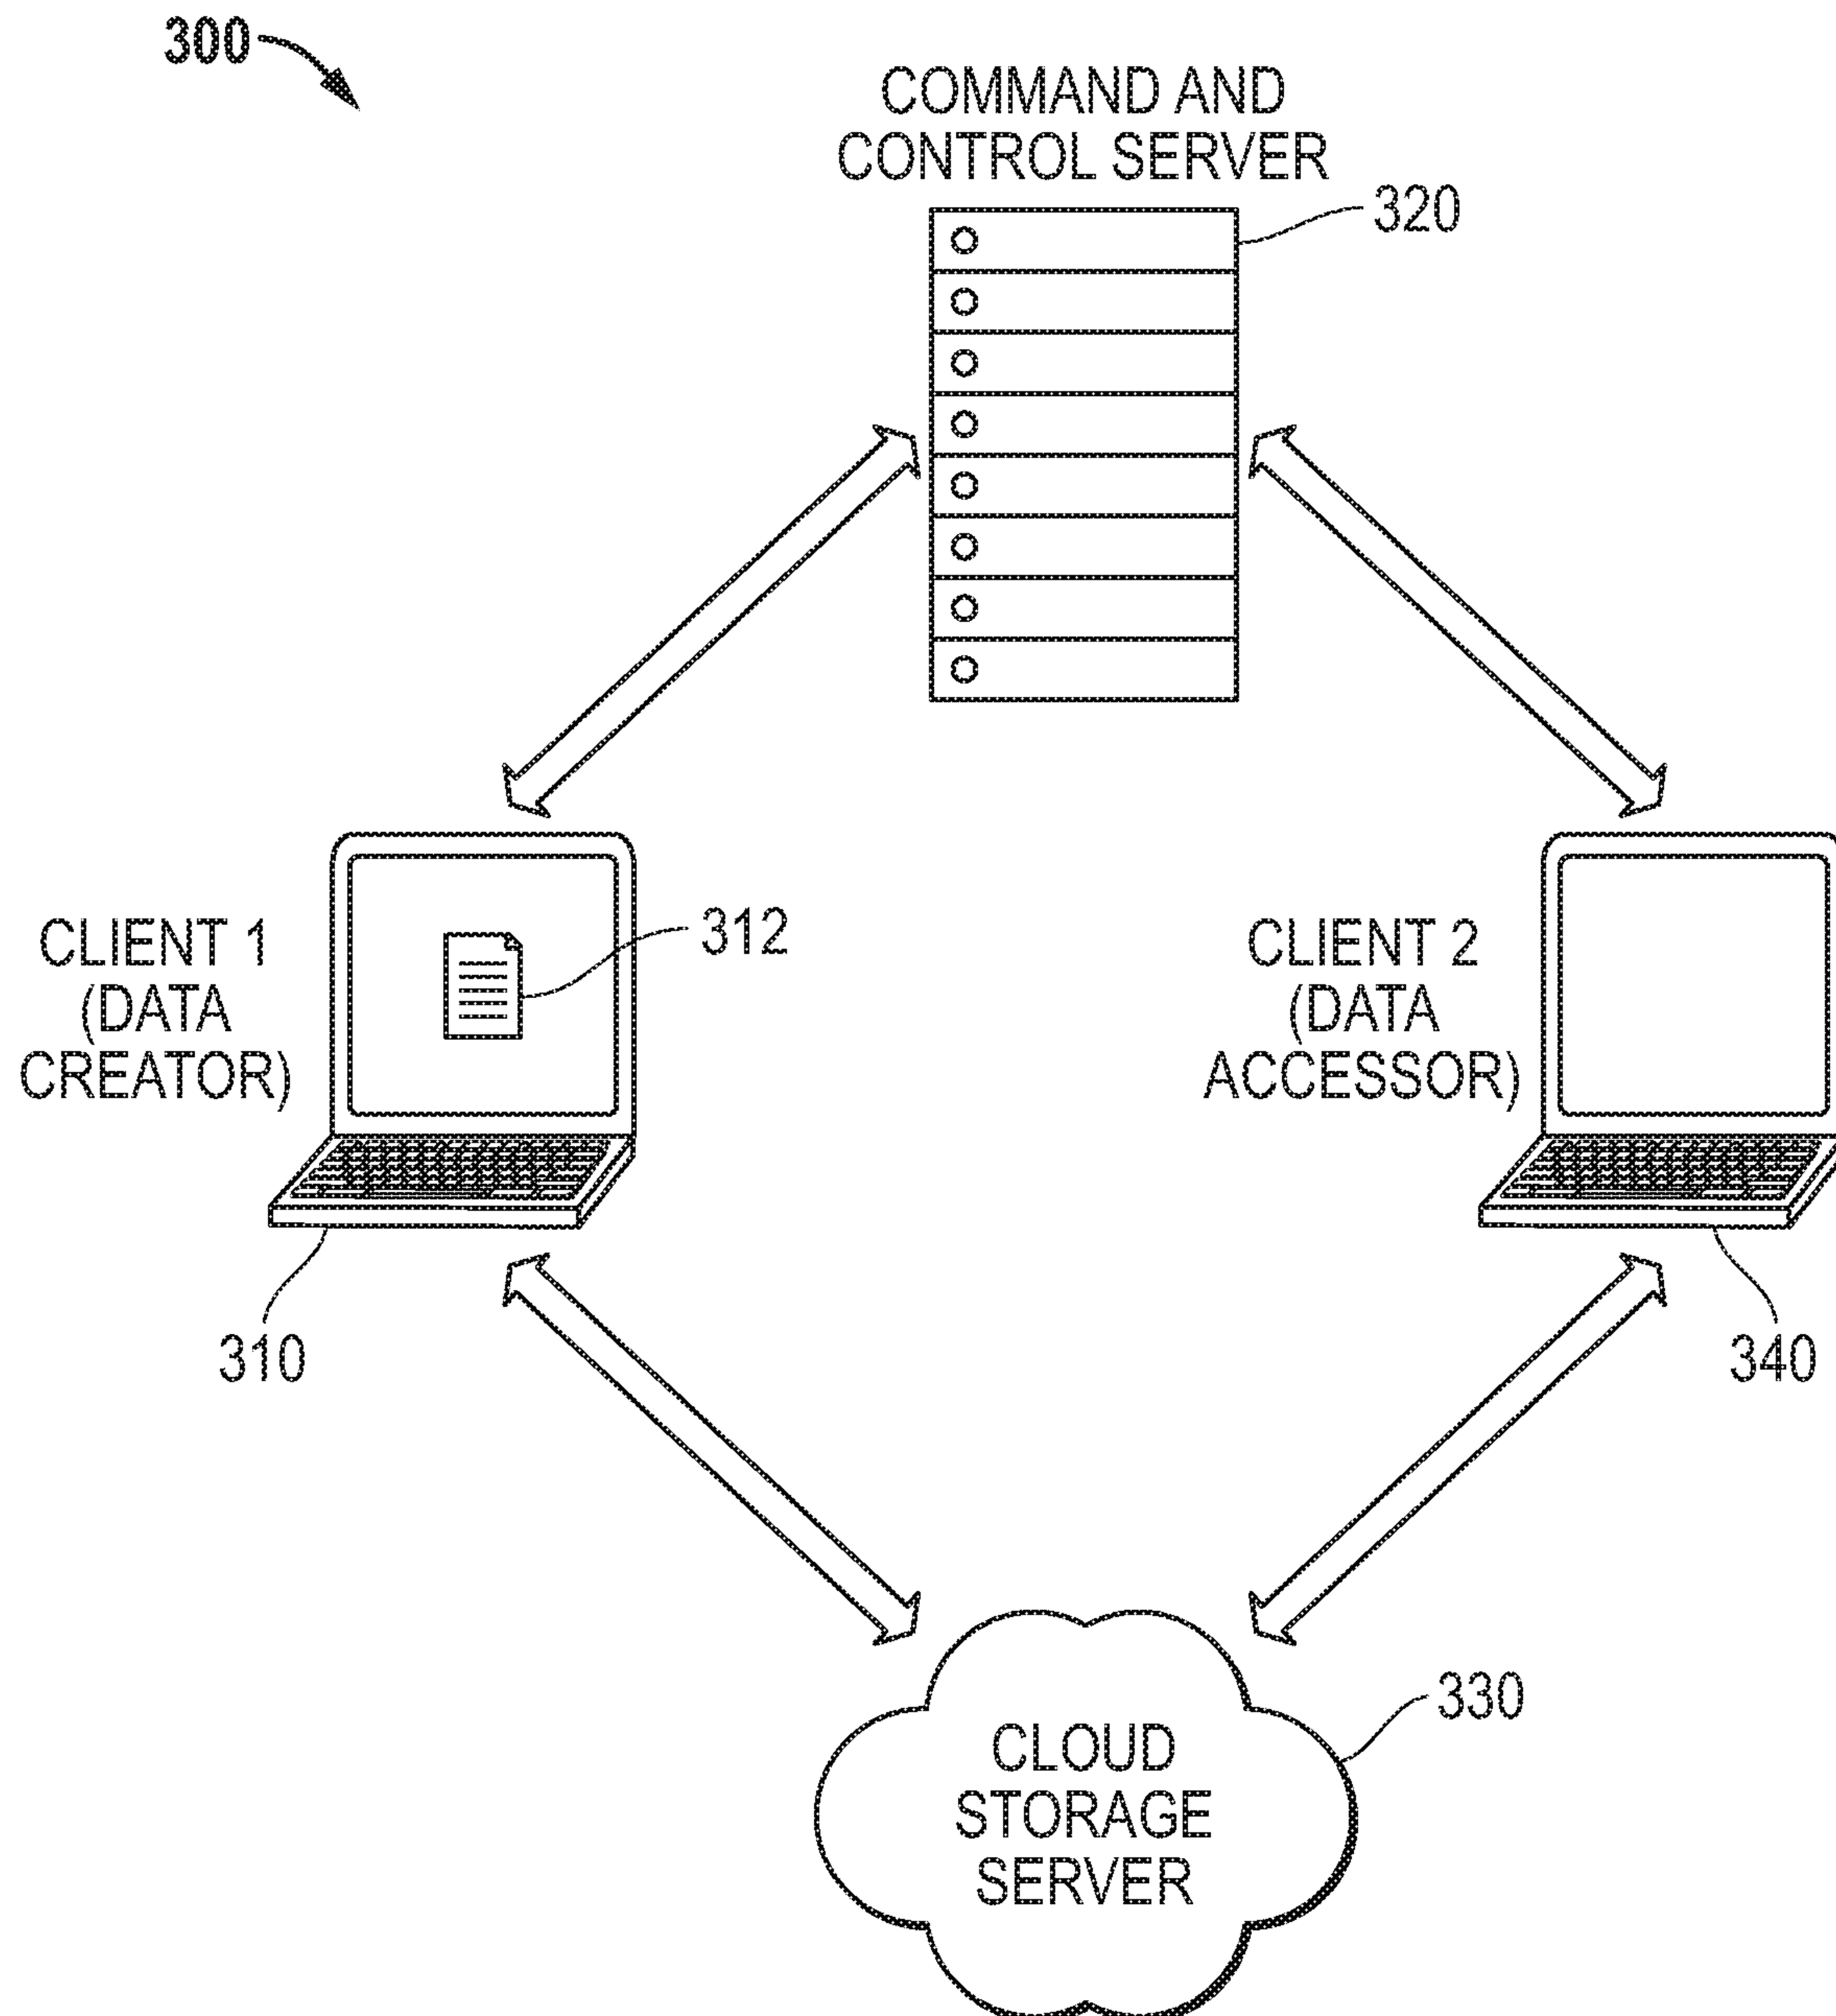 300
COMMAND AND
CONTROL SERVER
320
CLIENT 1
(DATA
CREATOR)
312
CLIENT 2
(DATA
ACCESSOR)
310
340
330
CLOUD
STORAGE
SERVER